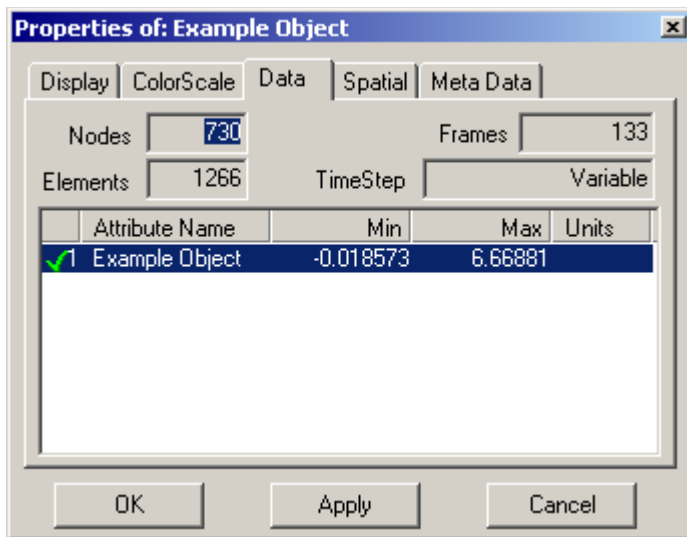 Properties of: Example Object
Display ColorScale Data Spatial Meta Data
Nodes 730 Frames 133
Elements 1266 TimeStep Variable
Attribute Name Min Max Units
1 Example Object -0.018573 6.66881
OK Apply Cancel